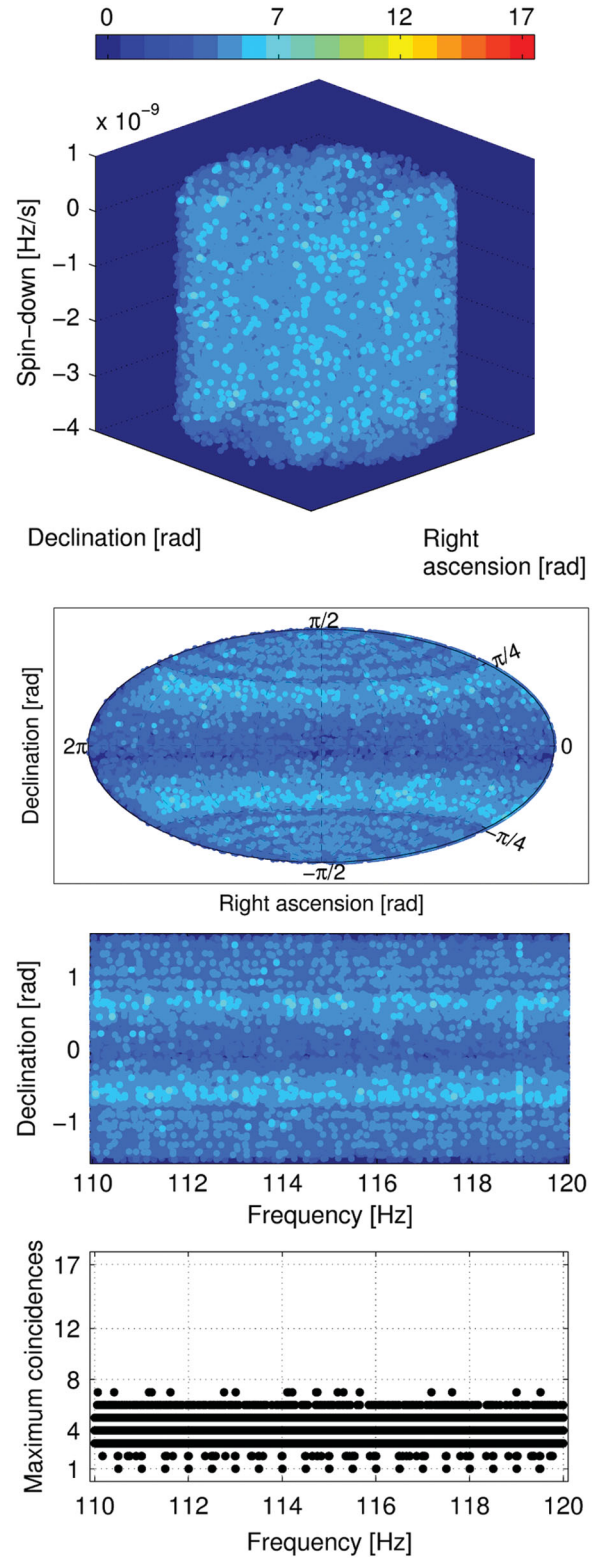 0 7 12 17
x 10⁻⁹
1
0
−1
−2
−3
−4
Spin−down [Hz/s]
Declination [rad]
Right
ascension [rad]
π/2
π/4
Declination [rad]
2π
0
−π/4
−π/2
Right ascension [rad]
Declination [rad]
1
0
−1
110 112 114 116 118 120
Frequency [Hz]
Maximum coincidences
17
12
8
4
1
110 112 114 116 118 120
Frequency [Hz]